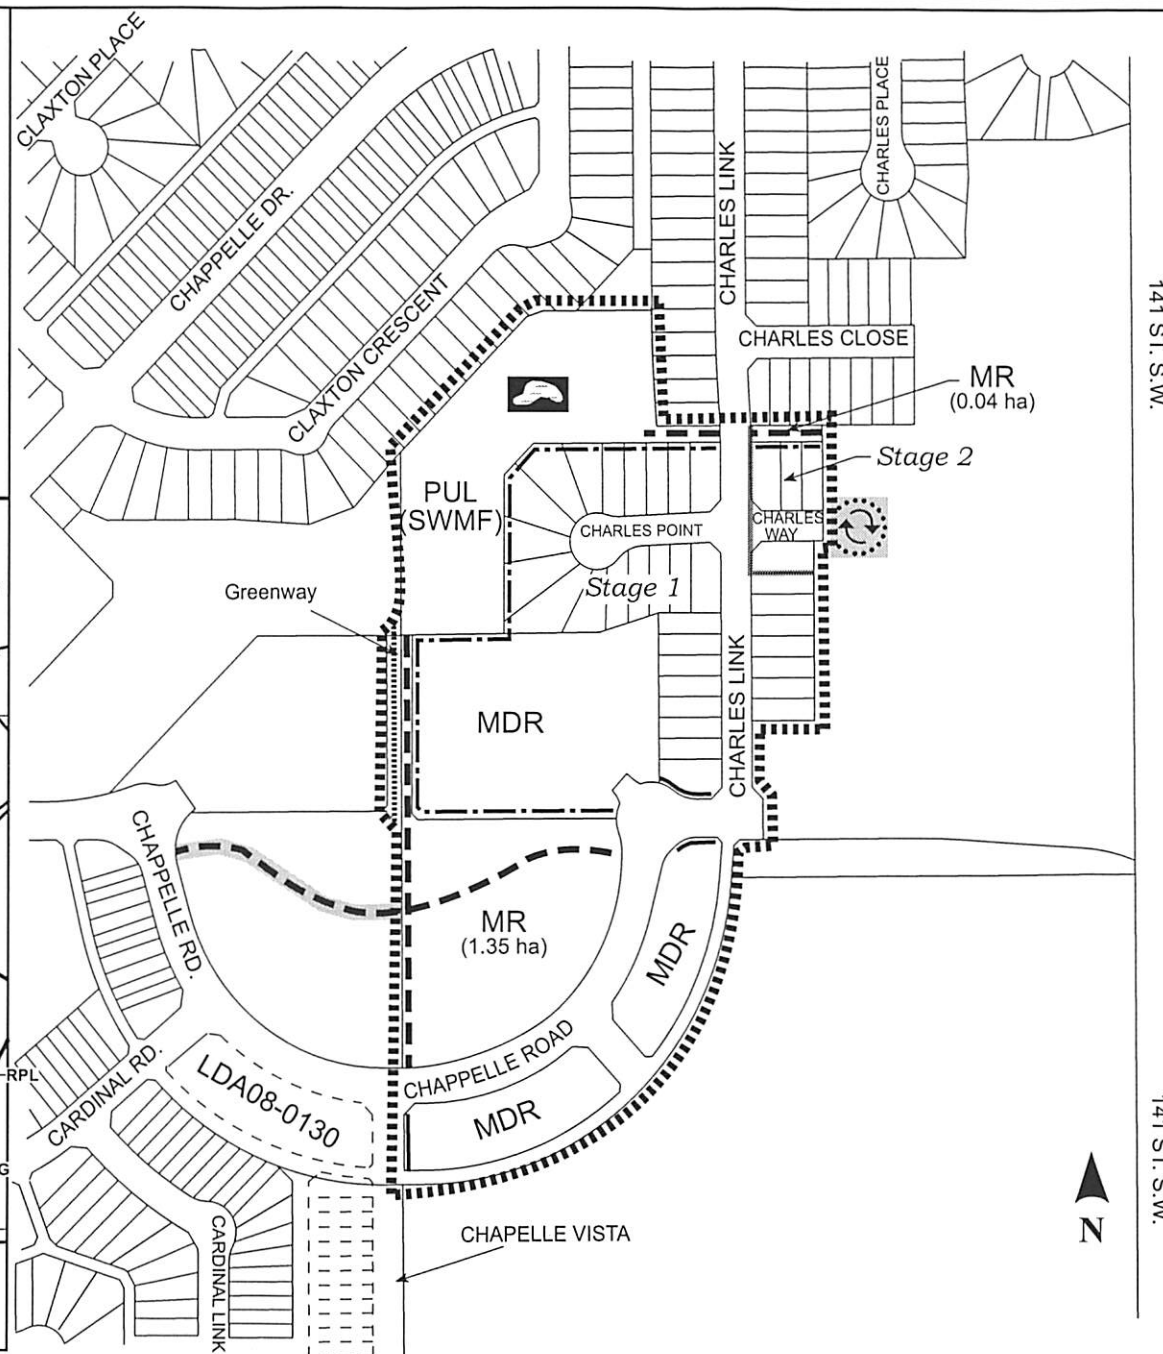 CLAXTON PLACE
CHAPPELLE DR.
CLAXTON CRESCENT
CHARLES LINK
CHARLES PLACE
CHARLES CLOSE
141 ST. S.W.
MR
(0.04 ha)
Stage 2
PUL
(SWMF)
CHARLES POINT
CHARLES
WAY
Stage 1
Greenway
MDR
CHARLES LINK
CHAPPELLE RD.
MR
(1.35 ha)
MDR
CHAPPELLE ROAD
MDR
LDA08-0130
RPL
CARDINAL RD.
G
CARDINAL LINK
CHAPELLE VISTA
141 ST. S.W.
N